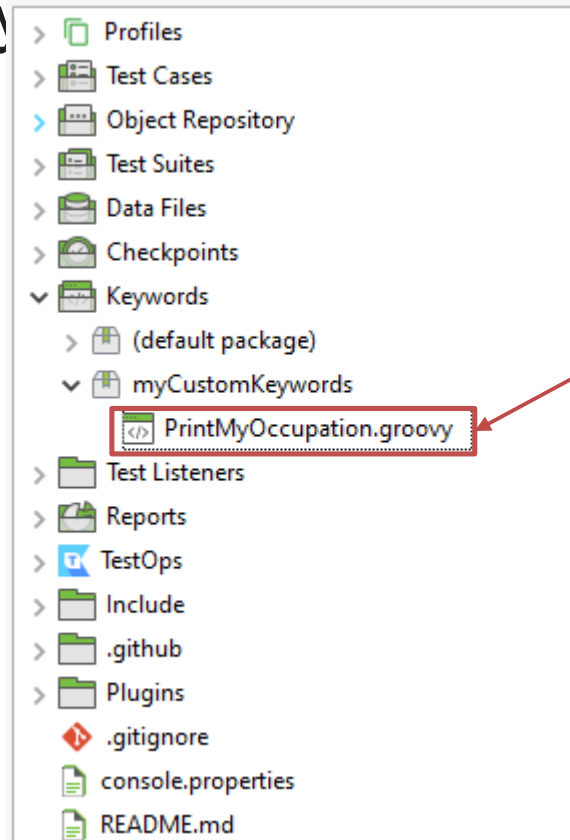 Profiles
Test Cases
Object Repository
Test Suites
Data Files
Checkpoints
Keywords
(default package)
myCustomKeywords
PrintMyOccupation.groovy
Test Listeners
Reports
TestOps
Include
.github
Plugins
.gitignore
console.properties
README.md